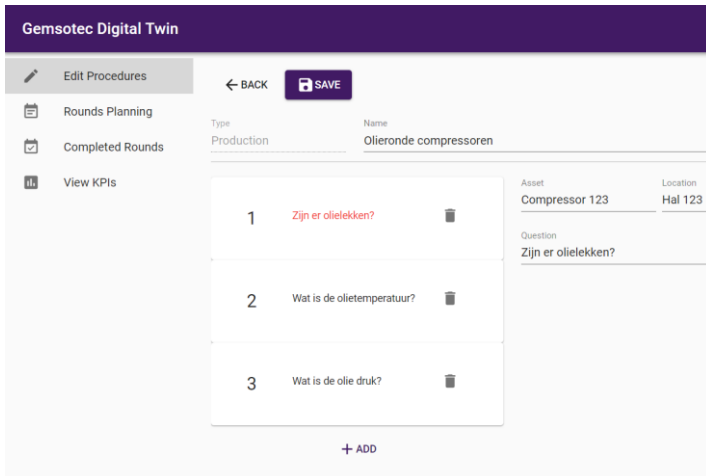 Gemsotec Digital Twin
Edit Procedures
Rounds Planning
Completed Rounds
View KPIs
BACK
SAVE
Type
Name
Production
Olieronde compressoren
1
Zijn er olielekken?
2
Wat is de olietemperatuur?
3
Wat is de olie druk?
ADD
Asset
Location
Compressor 123
Hal 123
Question
Zijn er olielekken?